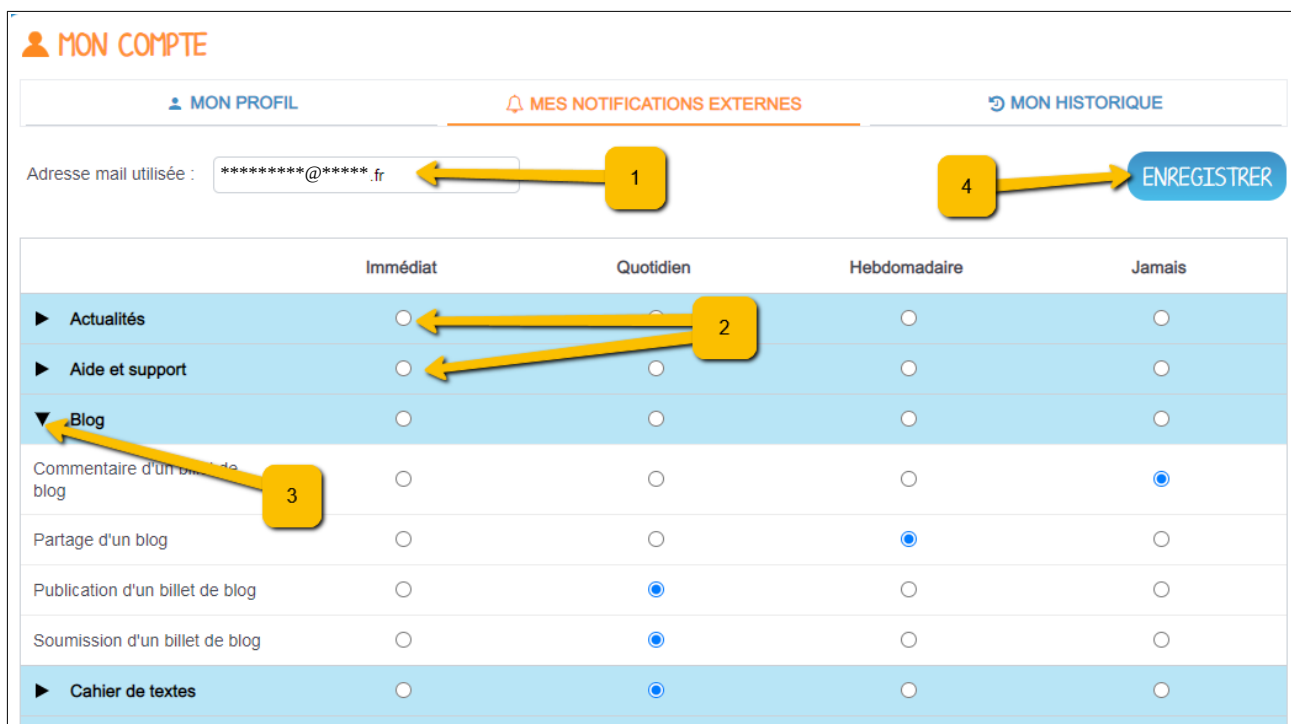 MON COMPTE
MON PROFIL MES NOTIFICATIONS EXTERNES MON HISTORIQUE
Adresse mail utilisée : *********@*****.fr 1 4 ENREGISTRER
Immédiat Quotidien Hebdomadaire Jamais
Actualités
2
Aide et support
Blog
Commentaire d'un billet de
blog
3
Partage d'un blog
Publication d'un billet de blog
Soumission d'un billet de blog
Cahier de textes